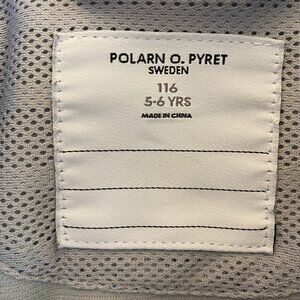 POLARN O. PYRET
SWEDEN
116
5-6 YRS
MADE IN CHINA